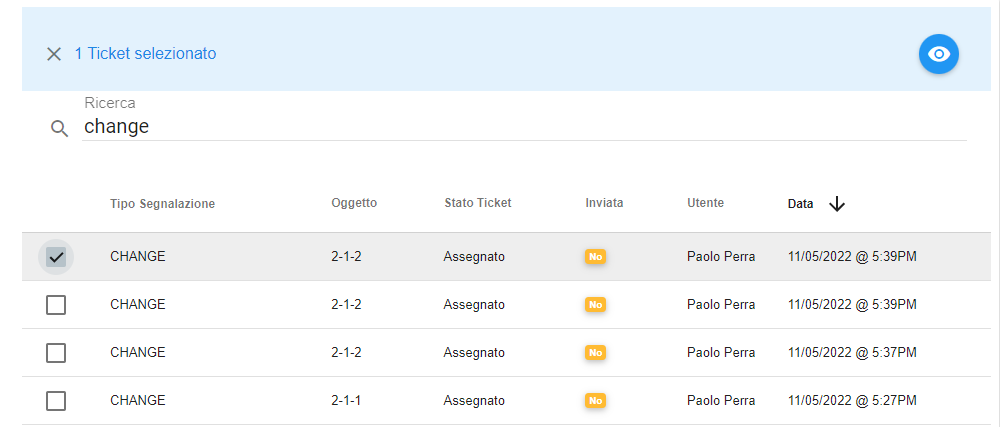 1 Ticket selezionato
Ricerca
change
Tipo Segnalazione Oggetto Stato Ticket Inviata Utente Data
CHANGE 2-1-2 Assegnato No Paolo Perra 11/05/2022 @ 5:39PM
CHANGE 2-1-2 Assegnato No Paolo Perra 11/05/2022 @ 5:39PM
CHANGE 2-1-2 Assegnato No Paolo Perra 11/05/2022 @ 5:37PM
CHANGE 2-1-1 Assegnato No Paolo Perra 11/05/2022 @ 5:27PM